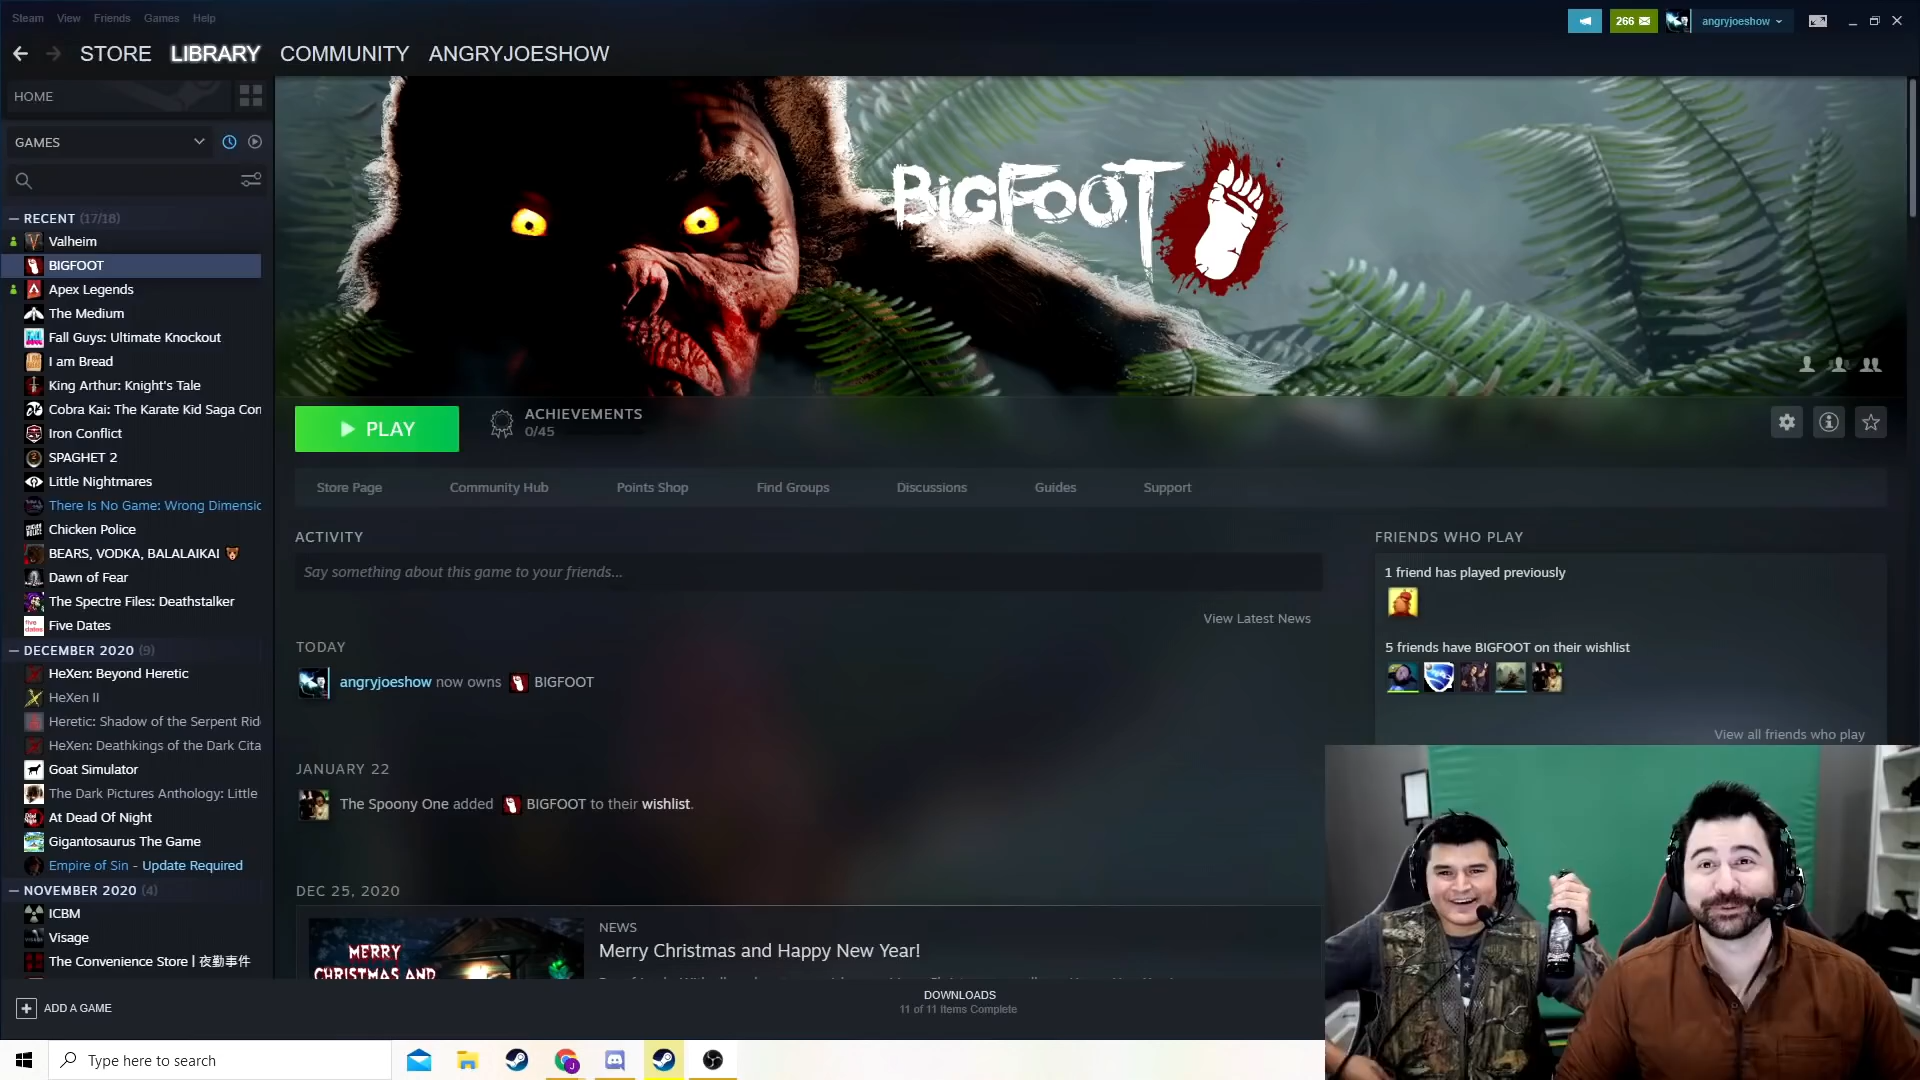 Steam View Friends Games Help
266
angryjoeshow
STORE LIBRARY COMMUNITY ANGRYJOESHOW
HOME
GAMES
RECENT (17/18)
Valheim
BIGFOOT
Apex Legends
The Medium
Fall Guys: Ultimate Knockout
I am Bread
King Arthur: Knight's Tale
Cobra Kai: The Karate Kid Saga Con
Iron Conflict
SPAGHET 2
Little Nightmares
There Is No Game: Wrong Dimensic
Chicken Police
BEARS, VODKA, BALALAIKA! 🐻
Dawn of Fear
The Spectre Files: Deathstalker
Five Dates
DECEMBER 2020 (9)
HeXen: Beyond Heretic
HeXen II
Heretic: Shadow of the Serpent Rid
HeXen: Deathkings of the Dark Cita
Goat Simulator
The Dark Pictures Anthology: Little
At Dead Of Night
Gigantosaurus The Game
Empire of Sin - Update Required
NOVEMBER 2020 (4)
ICBM
Visage
The Convenience Store | 夜勤事件
ADD A GAME
BIGFOOT
PLAY
ACHIEVEMENTS
0/45
Store Page Community Hub Points Shop Find Groups Discussions Guides Support
ACTIVITY
Say something about this game to your friends...
View Latest News
TODAY
angryjoeshow now owns BIGFOOT
JANUARY 22
The Spoony One added BIGFOOT to their wishlist.
DEC 25, 2020
MERRY
CHRISTMAS AND
NEWS
Merry Christmas and Happy New Year!
FRIENDS WHO PLAY
1 friend has played previously
5 friends have BIGFOOT on their wishlist
View all friends who play
DOWNLOADS
11 of 11 Items Complete
Type here to search